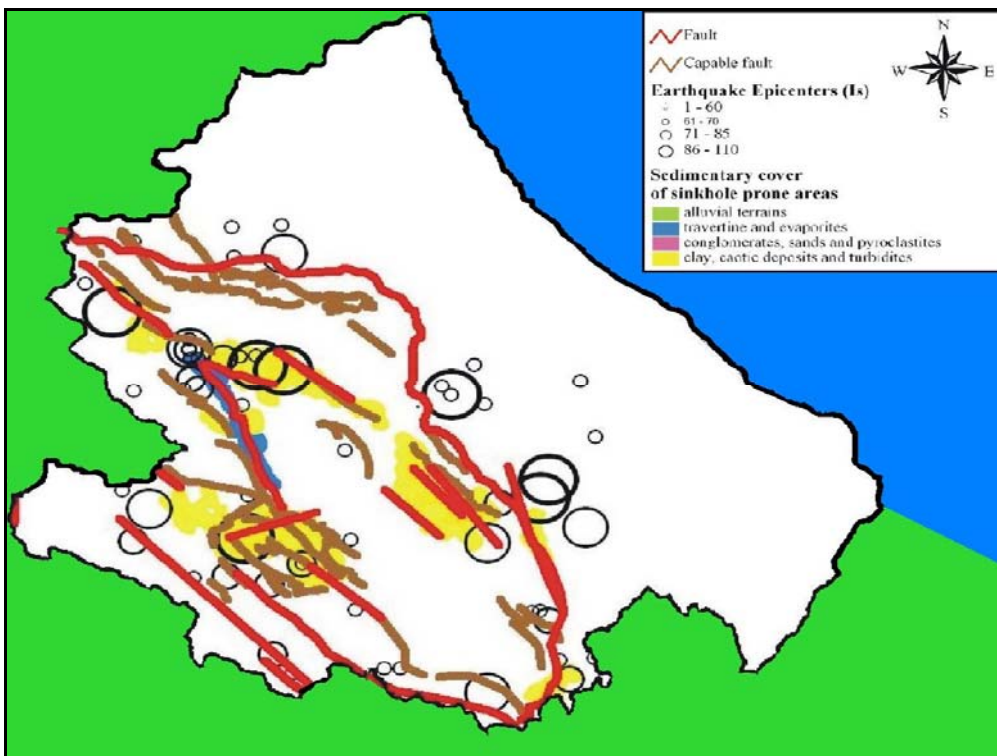 Fault
Capable fault
Earthquake Epicenters (Is)
1 - 60
61 - 70
71 - 85
86 - 110
Sedimentary cover
of sinkhole prone areas
alluvial terrains
travertine and evaporites
conglomerates, sands and pyroclastites
clay, caotic deposits and turbidites
N
W
E
S